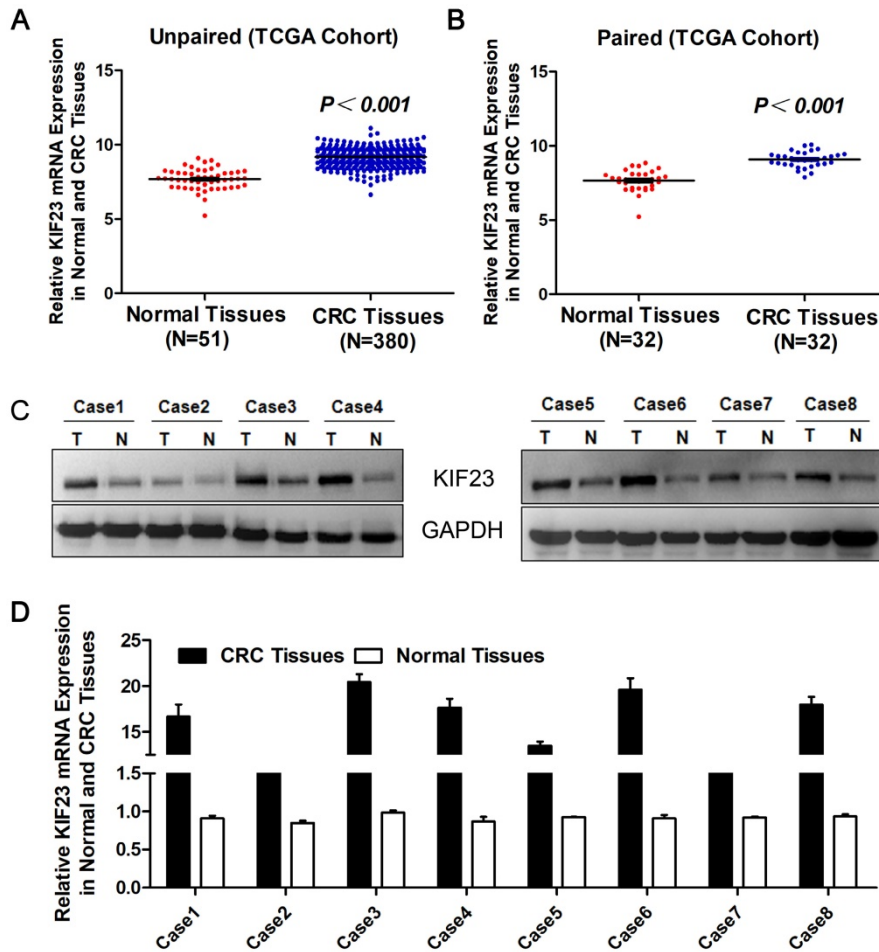 A
Unpaired (TCGA Cohort)
Relative KIF23 mRNA Expression
in Normal and CRC Tissues
15
10
5
0
P< 0.001
Normal Tissues
(N=51)
CRC Tissues
(N=380)
B
Paired (TCGA Cohort)
Relative KIF23 mRNA Expression
in Normal and CRC Tissues
15
10
5
0
P< 0.001
Normal Tissues
(N=32)
CRC Tissues
(N=32)
C
Case1 Case2 Case3 Case4
T N T N T N T N
KIF23
GAPDH
Case5 Case6 Case7 Case8
T N T N T N T N
D
Relative KIF23 mRNA Expression
in Normal and CRC Tissues
CRC Tissues Normal Tissues
25
20
15
1.5
1.0
0.5
0.0
Case1 Case2 Case3 Case4 Case5 Case6 Case7 Case8